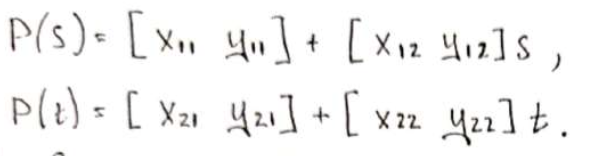 P(s) = [x₁₁ y₁₁] + [x₁₂ y₁₂]s ,
P(t) = [x₂₁ y₂₁] + [x₂₂ y₂₂]t .